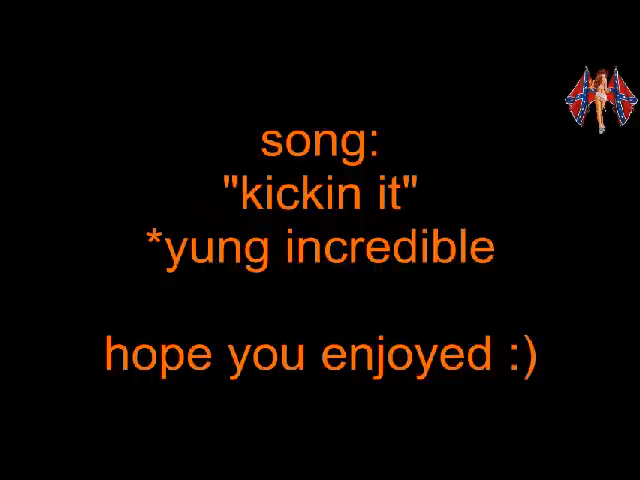 song:
"kickin it"
*yung incredible
hope you enjoyed :)